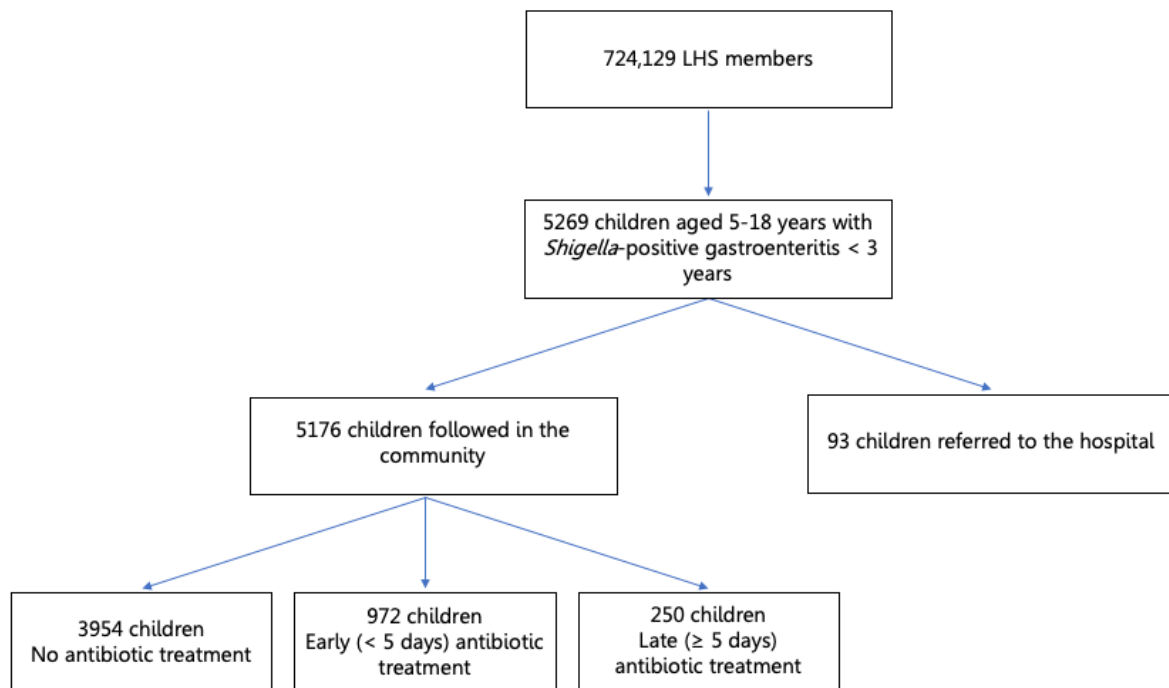 724,129 LHS members
5269 children aged 5-18 years with
Shigella-positive gastroenteritis < 3
years
5176 children followed in the
community
93 children referred to the hospital
3954 children
No antibiotic treatment
972 children
Early (< 5 days) antibiotic
treatment
250 children
Late (≥ 5 days)
antibiotic treatment